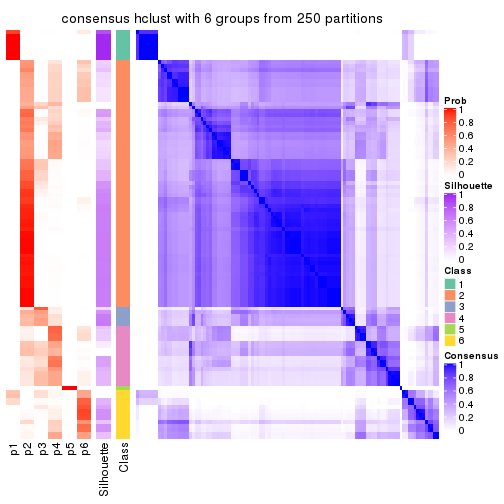 consensus hclust with 6 groups from 250 partitions
Prob
1
0.8
0.6
0.4
0.2
0
Silhouette
1
0.8
0.6
0.4
0.2
0
Class
1
2
3
4
5
6
Consensus
1
0.8
0.6
0.4
0.2
0
p1
p2
p3
p4
p5
p6
Silhouette
Class